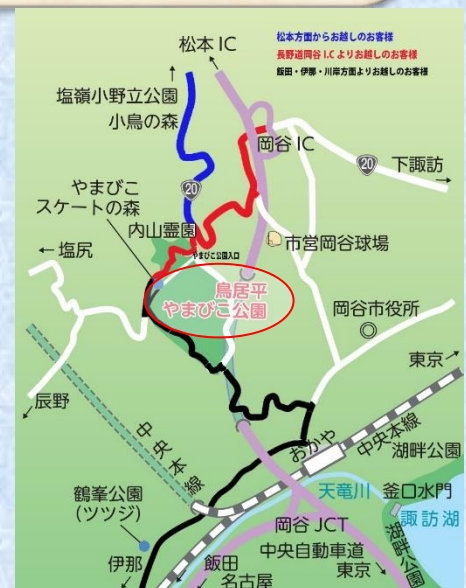 松本方面からお越しのお客様
長野道岡谷I.Cよりお越しのお客様
飯田・伊那・川岸方面よりお越しのお客様
松本 IC
塩嶺小野立公園
小鳥の森
岡谷 IC
20
下諏訪
やまびこ
スケートの森
20
内山霊園
市営岡谷球場
塩尻
やまびこ公園入口
鳥居平
やまびこ公園
岡谷市役所
東京
辰野
中央本線
おかや
中央本線
湖畔公園
天竜川
釜口水門
諏訪湖
鶴峯公園
(ツツジ)
岡谷 JCT
湖畔公園
中央自動車道
伊那
飯田
名古屋
東京